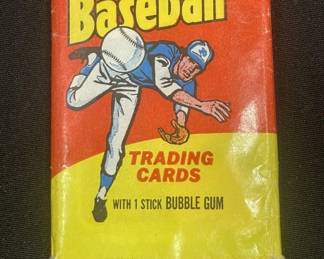 Baseball
TRADING
CARDS
WITH 1 STICK BUBBLE GUM